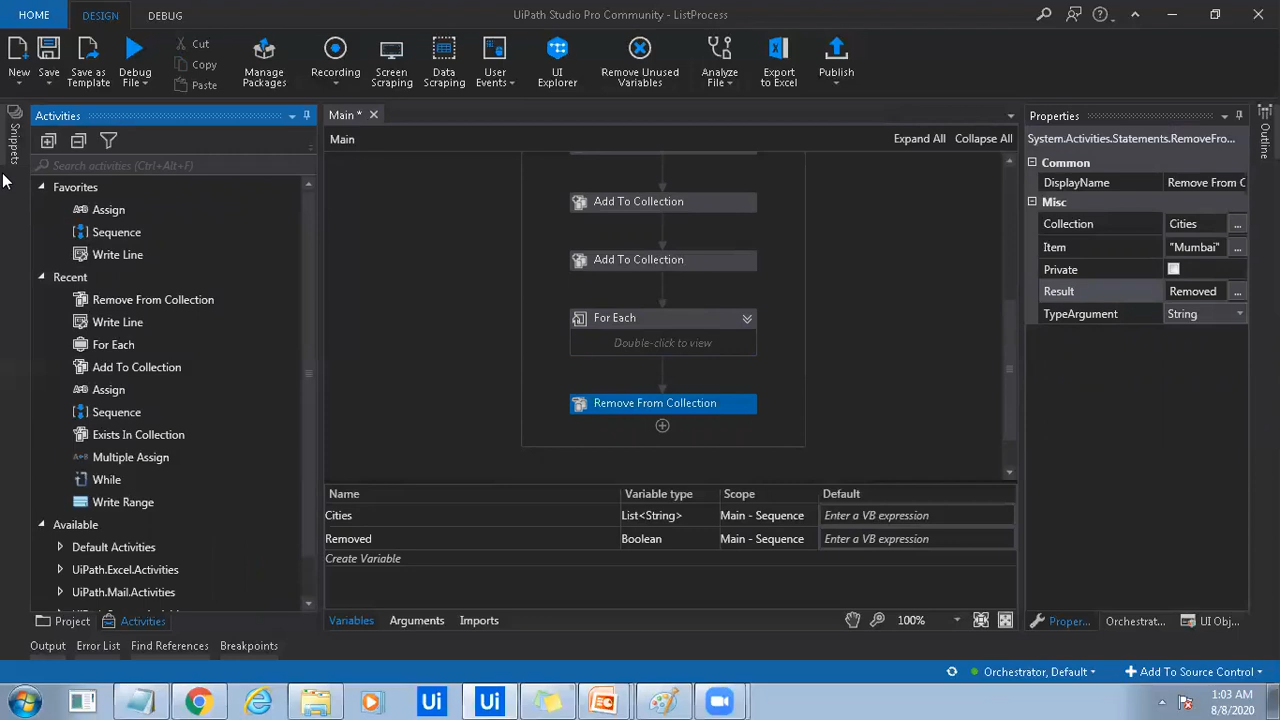 HOME
DESIGN
DEBUG
UiPath Studio Pro Community - ListProcess
New
Save
Save as Template
Debug File
Cut
Copy
Paste
Manage Packages
Recording
Screen Scraping
Data Scraping
User Events
UI Explorer
Remove Unused Variables
Analyze File
Export to Excel
Publish
Snippets
Activities
Search activities (Ctrl+Alt+F)
Favorites
Assign
Sequence
Write Line
Recent
Remove From Collection
Write Line
For Each
Add To Collection
Assign
Sequence
Exists In Collection
Multiple Assign
While
Write Range
Available
Default Activities
UiPath.Excel.Activities
UiPath.Mail.Activities
Project
Activities
Main *
Main
Expand All
Collapse All
Add To Collection
Add To Collection
For Each
Double-click to view
Remove From Collection
Name Variable type Scope Default
Cities List<String> Main - Sequence Enter a VB expression
Removed Boolean Main - Sequence Enter a VB expression
Create Variable
Variables
Arguments
Imports
100%
Properties
System.Activities.Statements.RemoveFro...
Common
DisplayName Remove From C
Misc
Collection Cities ...
Item "Mumbai" ...
Private
Result Removed ...
TypeArgument String
Proper...
Orchestrat...
UI Obj...
Outline
Output
Error List
Find References
Breakpoints
Orchestrator, Default
Add To Source Control
Ui
Ui
1:03 AM
8/8/2020